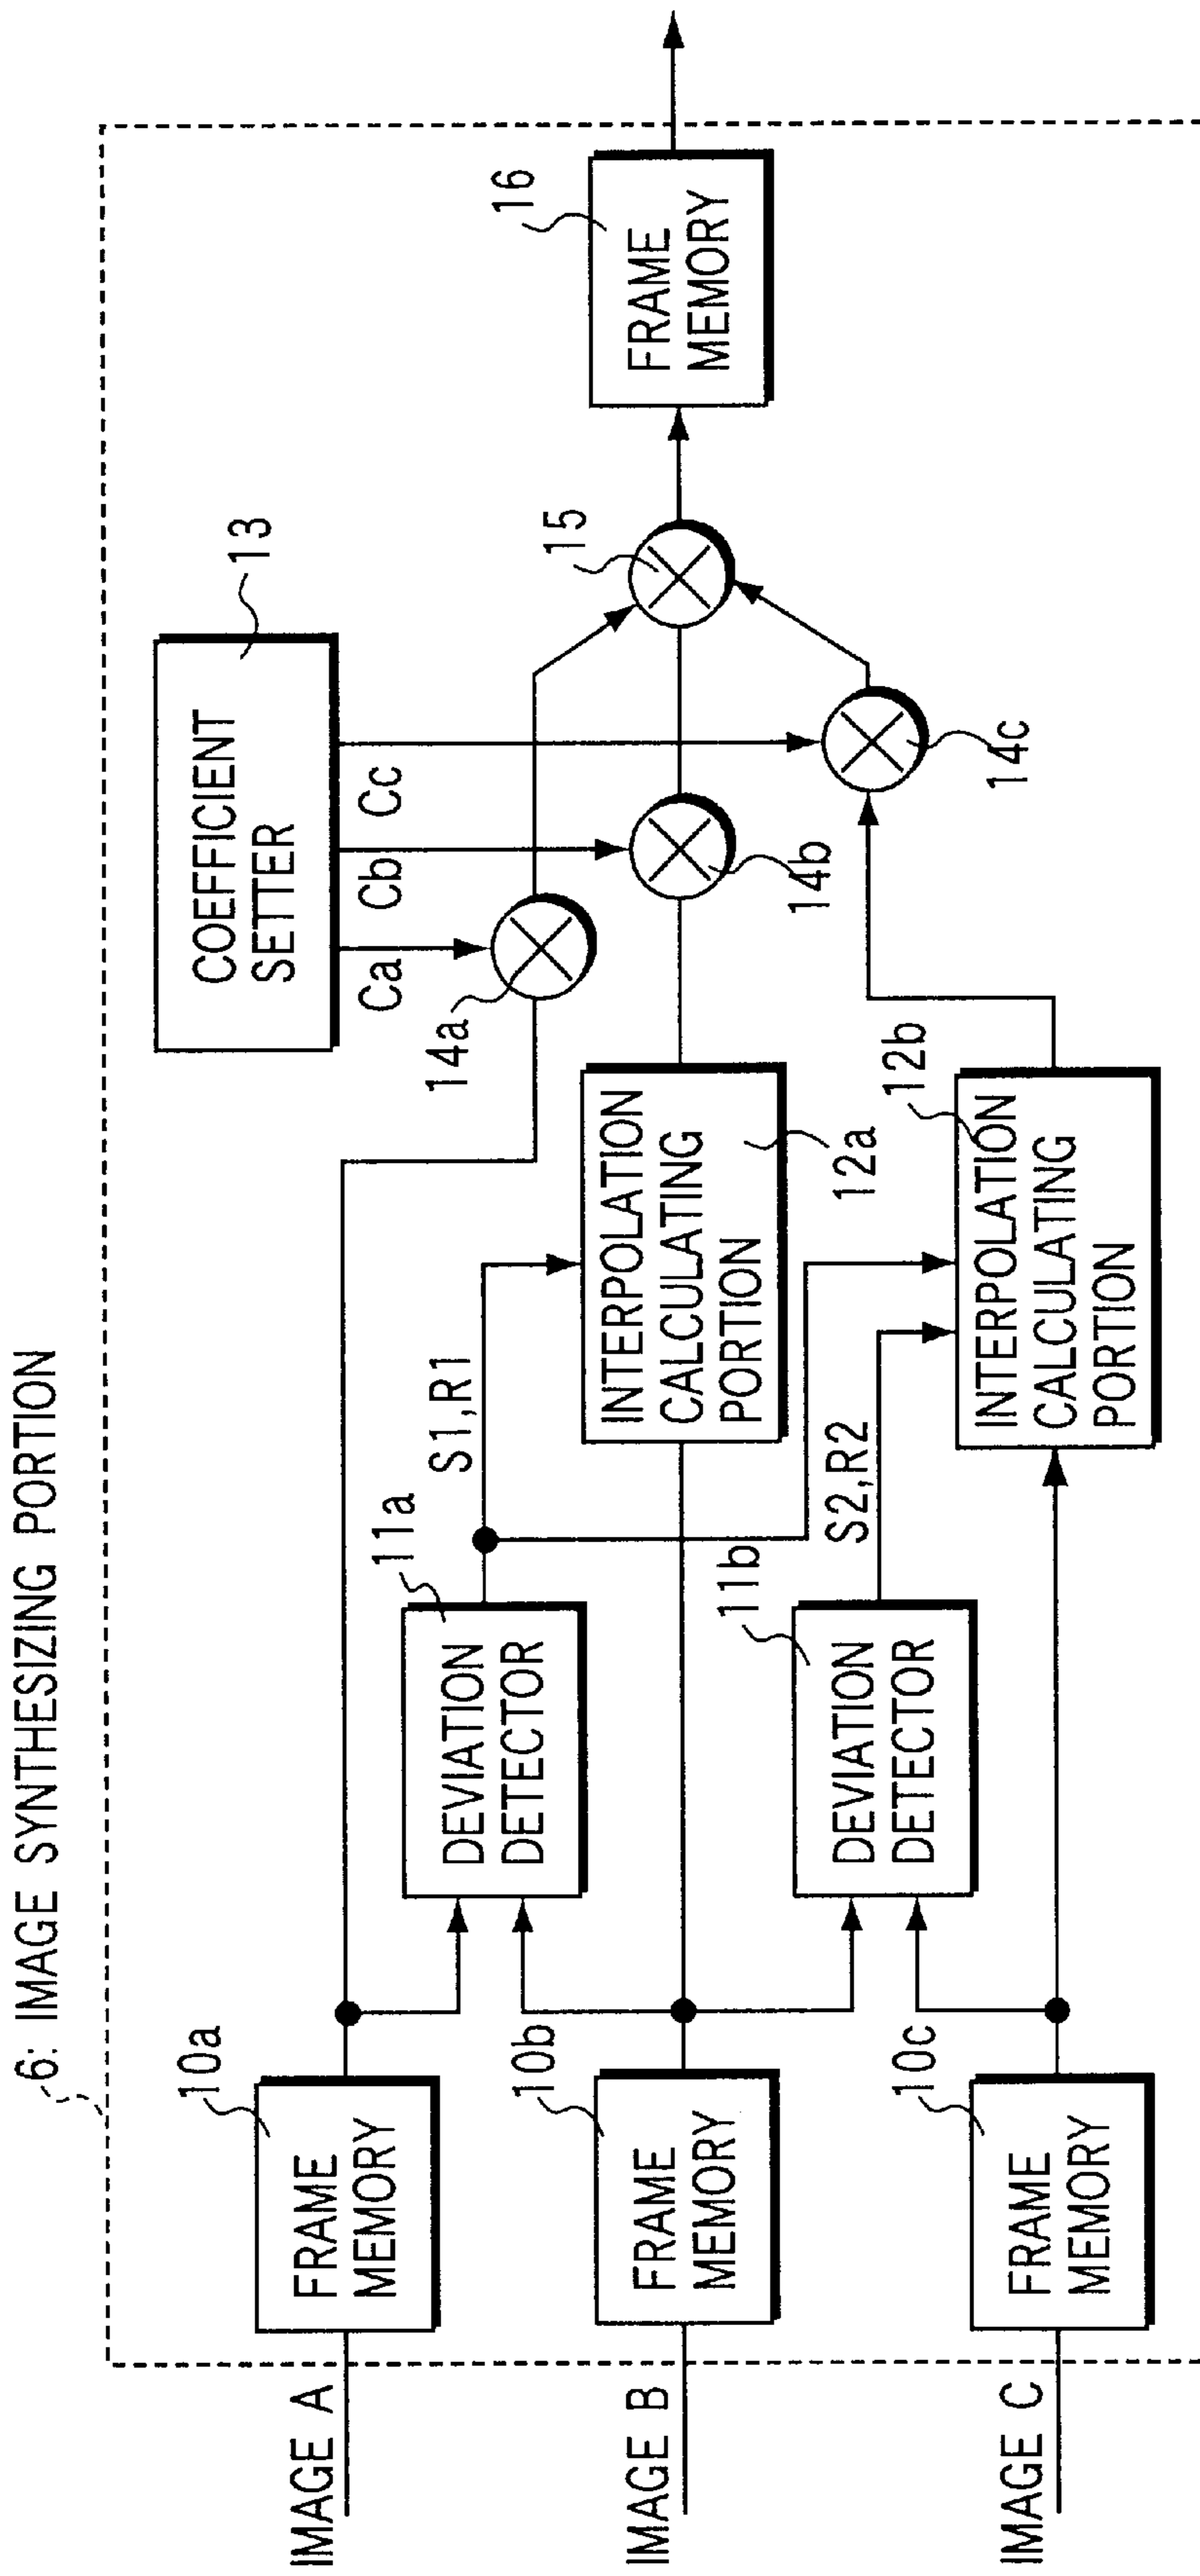 6: IMAGE SYNTHESIZING PORTION
IMAGE A
10a
FRAME
MEMORY
IMAGE B
10b
FRAME
MEMORY
IMAGE C
10c
FRAME
MEMORY
11a
DEVIATION
DETECTOR
S1,R1
11b
DEVIATION
DETECTOR
S2,R2
INTERPOLATION
CALCULATING
PORTION
12a
12b
INTERPOLATION
CALCULATING
PORTION
COEFFICIENT
SETTER
13
Ca
Cb
Cc
14a
14b
14c
15
16
FRAME
MEMORY